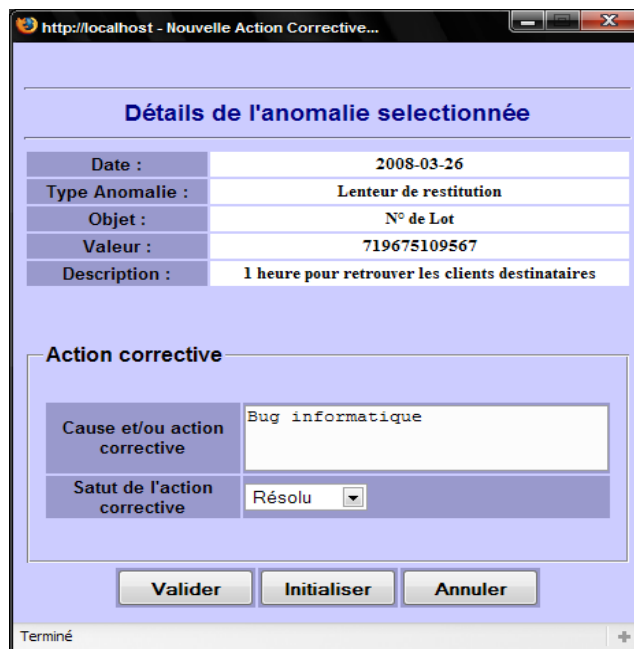 http://localhost - Nouvelle Action Corrective...
Détails de l'anomalie selectionnée
Date : 2008-03-26
Type Anomalie : Lenteur de restitution
Objet : N° de Lot
Valeur : 719675109567
Description : 1 heure pour retrouver les clients destinataires
Action corrective
Cause et/ou action
corrective
Bug informatique
Satut de l'action
corrective
Résolu
Valider Initialiser Annuler
Terminé